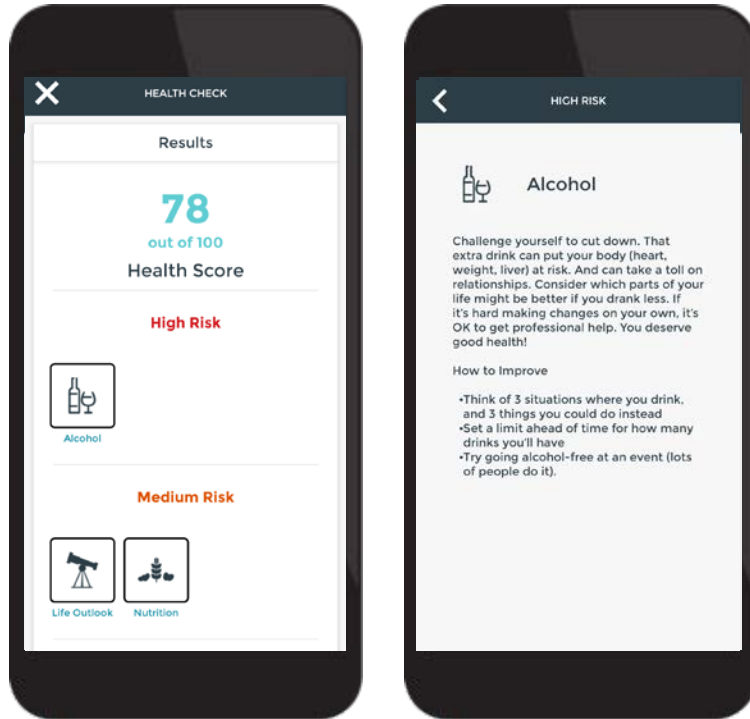 HEALTH CHECK
Results
78
out of 100
Health Score
High Risk
Alcohol
Medium Risk
Life Outlook
Nutrition
HIGH RISK
Alcohol
Challenge yourself to cut down. That
extra drink can put your body (heart,
weight, liver) at risk. And can take a toll on
relationships. Consider which parts of your
life might be better if you drank less. If
it's hard making changes on your own, it's
OK to get professional help. You deserve
good health!
How to Improve
•Think of 3 situations where you drink,
and 3 things you could do instead
•Set a limit ahead of time for how many
drinks you'll have
•Try going alcohol-free at an event (lots
of people do it).